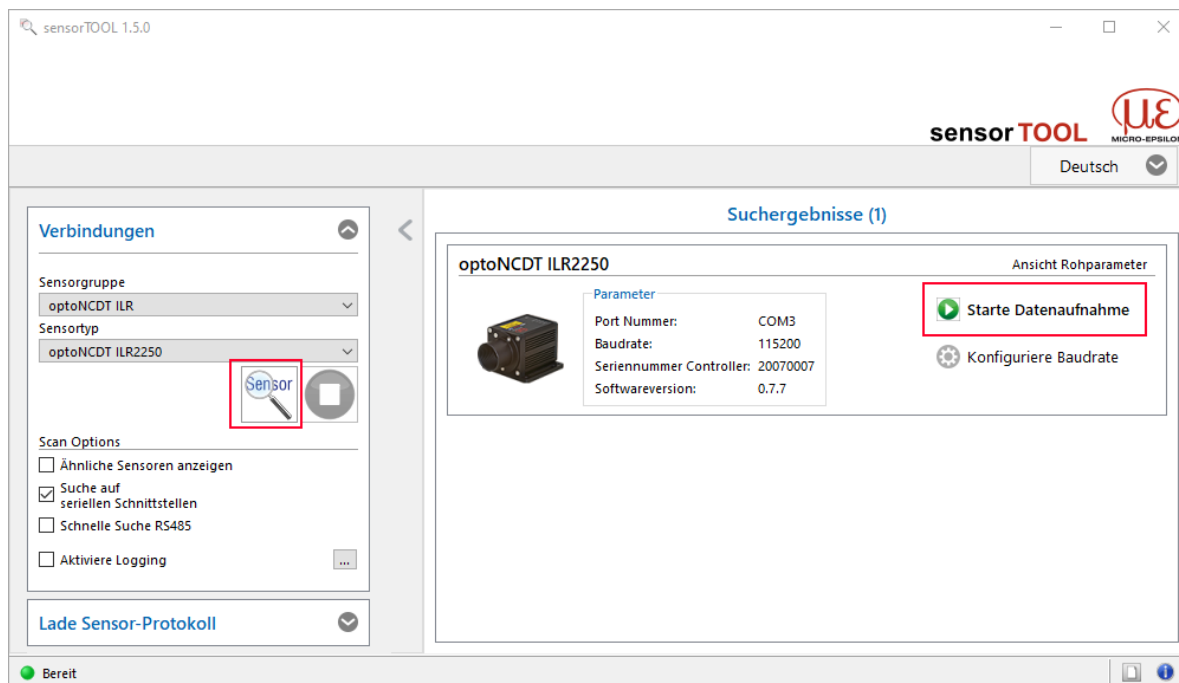 sensorTOOL 1.5.0
sensorTOOL
με
MICRO-EPSILON
Deutsch
Verbindungen
Sensorgruppe
optoNCDT ILR
Sensortyp
optoNCDT ILR2250
Sensor
Scan Options
Ähnliche Sensoren anzeigen
Suche auf
seriellen Schnittstellen
Schnelle Suche RS485
Aktiviere Logging
...
Lade Sensor-Protokoll
Suchergebnisse (1)
optoNCDT ILR2250
Ansicht Rohparameter
Parameter
Port Nummer: COM3
Baudrate: 115200
Seriennummer Controller: 20070007
Softwareversion: 0.7.7
Starte Datenaufnahme
Konfiguriere Baudrate
Bereit